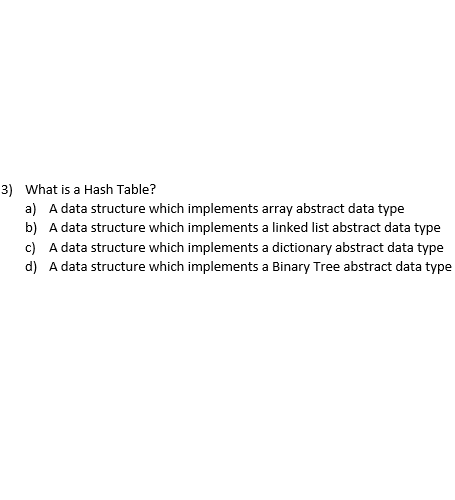 3) What is a Hash Table?
a) A data structure which implements array abstract data type
b) A data structure which implements a linked list abstract data type
c) A data structure which implements a dictionary abstract data type
d) A data structure which implements a Binary Tree abstract data type